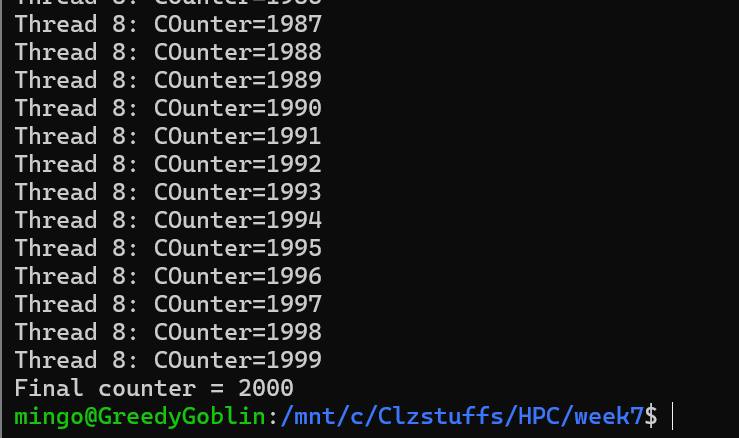 Thread 8: COunter=1987
Thread 8: COunter=1988
Thread 8: COunter=1989
Thread 8: COunter=1990
Thread 8: COunter=1991
Thread 8: COunter=1992
Thread 8: COunter=1993
Thread 8: COunter=1994
Thread 8: COunter=1995
Thread 8: COunter=1996
Thread 8: COunter=1997
Thread 8: COunter=1998
Thread 8: COunter=1999
Final counter = 2000
mingo@GreedyGoblin:/mnt/c/Clzstuffs/HPC/week7$